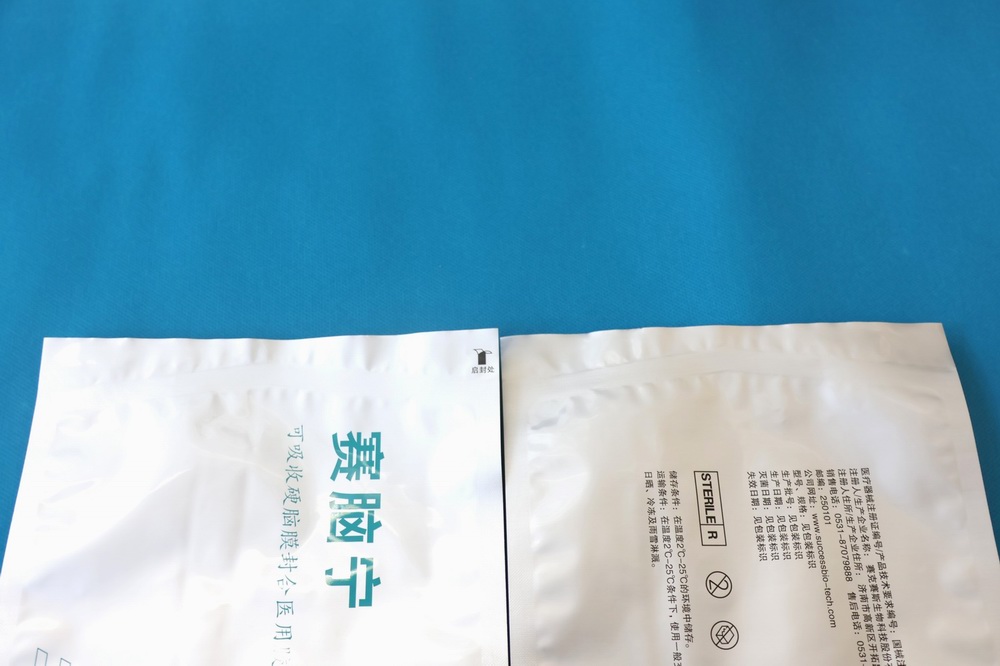 启封处
赛脑宁
可吸收硬脑膜封合医用
医疗器械注册证编号/产品技术要求编号：国械注
注册人/生产企业名称：赛克赛斯生物科技股份
注册人住所/生产企业住所：济南市高新区开拓
销售电话：0531-87079888 售后电话：0531-
邮编：250101
公司网址：www.successbio-tech.com
型号、规格：见包装标识
生产批号：见包装标识
生产日期：见包装标识
灭菌日期：见包装标识
失效日期：见包装标识
STERILE R
储存条件：在温度2℃-25℃的环境中储存。
运输条件：在温度2℃-25℃条件下，使用一般
日晒、冷冻及雨雪淋溅。